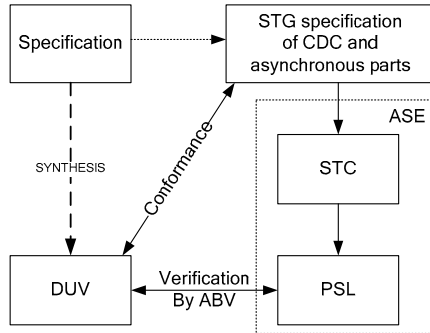 Specification
STG specification
of CDC and
asynchronous parts
ASE
Conformance
STC
SYNTHESIS
Verification
By ABV
DUV
PSL